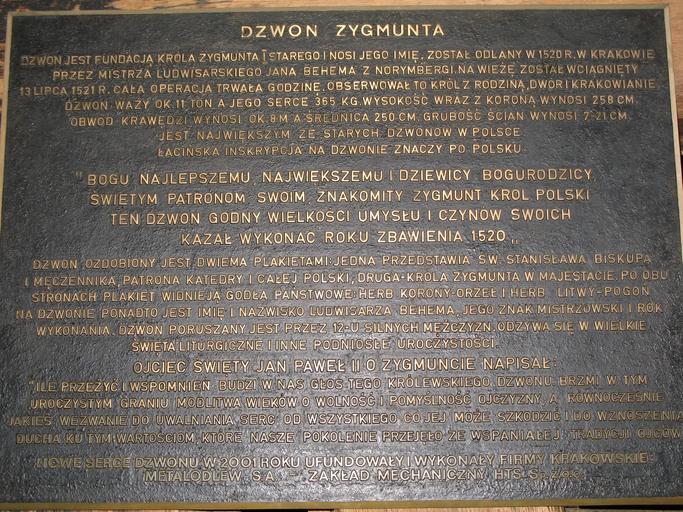 DZWON ZYGMUNTA
DZWON JEST FUNDACJĄ KRÓLA ZYGMUNTA I STAREGO I NOSI JEGO IMIĘ. ZOSTAŁ ODLANY W 1520 R. W KRAKOWIE
PRZEZ MISTRZA LUDWISARSKIEGO JANA BEHEMA Z NORYMBERGI. NA WIEŻĘ ZOSTAŁ WCIĄGNIĘTY
13 LIPCA 1521 R. CAŁA OPERACJA TRWAŁA GODZINĘ, OBSERWOWAŁ TO KRÓL Z RODZINĄ, DWÓR I KRAKOWIANIE.
DZWON WAŻY OK. 11 TON A JEGO SERCE 365 KG. WYSOKOŚĆ WRAZ Z KORONĄ WYNOSI 258 CM.
OBWÓD KRAWĘDZI WYNOSI OK. 8 M A ŚREDNICA 250 CM. GRUBOŚĆ ŚCIAN WYNOSI 7-21 CM.
JEST NAJWIĘKSZYM ZE STARYCH DZWONÓW W POLSCE.
ŁACIŃSKA INSKRYPCJA NA DZWONIE ZNACZY PO POLSKU:
"BOGU NAJLEPSZEMU, NAJWIĘKSZEMU I DZIEWICY BOGURODZICY,
ŚWIĘTYM PATRONOM SWOIM, ZNAKOMITY ZYGMUNT KRÓL POLSKI
TEN DZWON GODNY WIELKOŚCI UMYSŁU I CZYNÓW SWOICH
KAZAŁ WYKONAĆ ROKU ZBAWIENIA 1520 „
DZWON OZDOBIONY JEST DWIEMA PLAKIETAMI: JEDNA PRZEDSTAWIA ŚW. STANISŁAWA BISKUPA
I MĘCZENNIKA, PATRONA KATEDRY I CAŁEJ POLSKI, DRUGA-KRÓLA ZYGMUNTA W MAJESTACIE. PO OBU
STRONACH PLAKIET WIDNIEJĄ GODŁA PAŃSTWOWE: HERB KORONY-ORZEŁ I HERB LITWY-POGOŃ
NA DZWONIE PONADTO JEST IMIĘ I NAZWISKO LUDWISARZA BEHEMA, JEGO ZNAK MISTRZOWSKI I ROK
WYKONANIA. DZWON PORUSZANY JEST PRZEZ 12-U SILNYCH MĘŻCZYZN. ODZYWA SIĘ W WIELKIE
ŚWIĘTA LITURGICZNE I INNE PODNIOSŁE UROCZYSTOŚCI.
OJCIEC ŚWIĘTY JAN PAWEŁ II O ZYGMUNCIE NAPISAŁ:
"ILE PRZEŻYĆ I WSPOMNIEŃ BUDZI W NAS GŁOS TEGO KRÓLEWSKIEGO DZWONU. BRZMI W TYM
UROCZYSTYM GRANIU MODLITWA WIEKÓW O WOLNOŚĆ I POMYSLNOŚĆ OJCZYZNY, A RÓWNOCZEŚNIE
JAKIEŚ WEZWANIE DO UWALNIANIA SERC OD WSZYSTKIEGO CO JEJ MOŻE SZKODZIĆ I DO WZNOSZENIA
DUCHA KU TYM WARTOŚCIOM, KTÓRE NASZE POKOLENIE PRZEJĘŁO ZE WSPANIAŁEJ TRADYCJI OJCÓW
NOWE SERCE DZWONU W 2001 ROKU UFUNDOWAŁY I WYKONAŁY FIRMY KRAKOWSKIE:
METALODLEW S.A. - ZAKŁAD MECHANICZNY HTS Sp. z o.o.